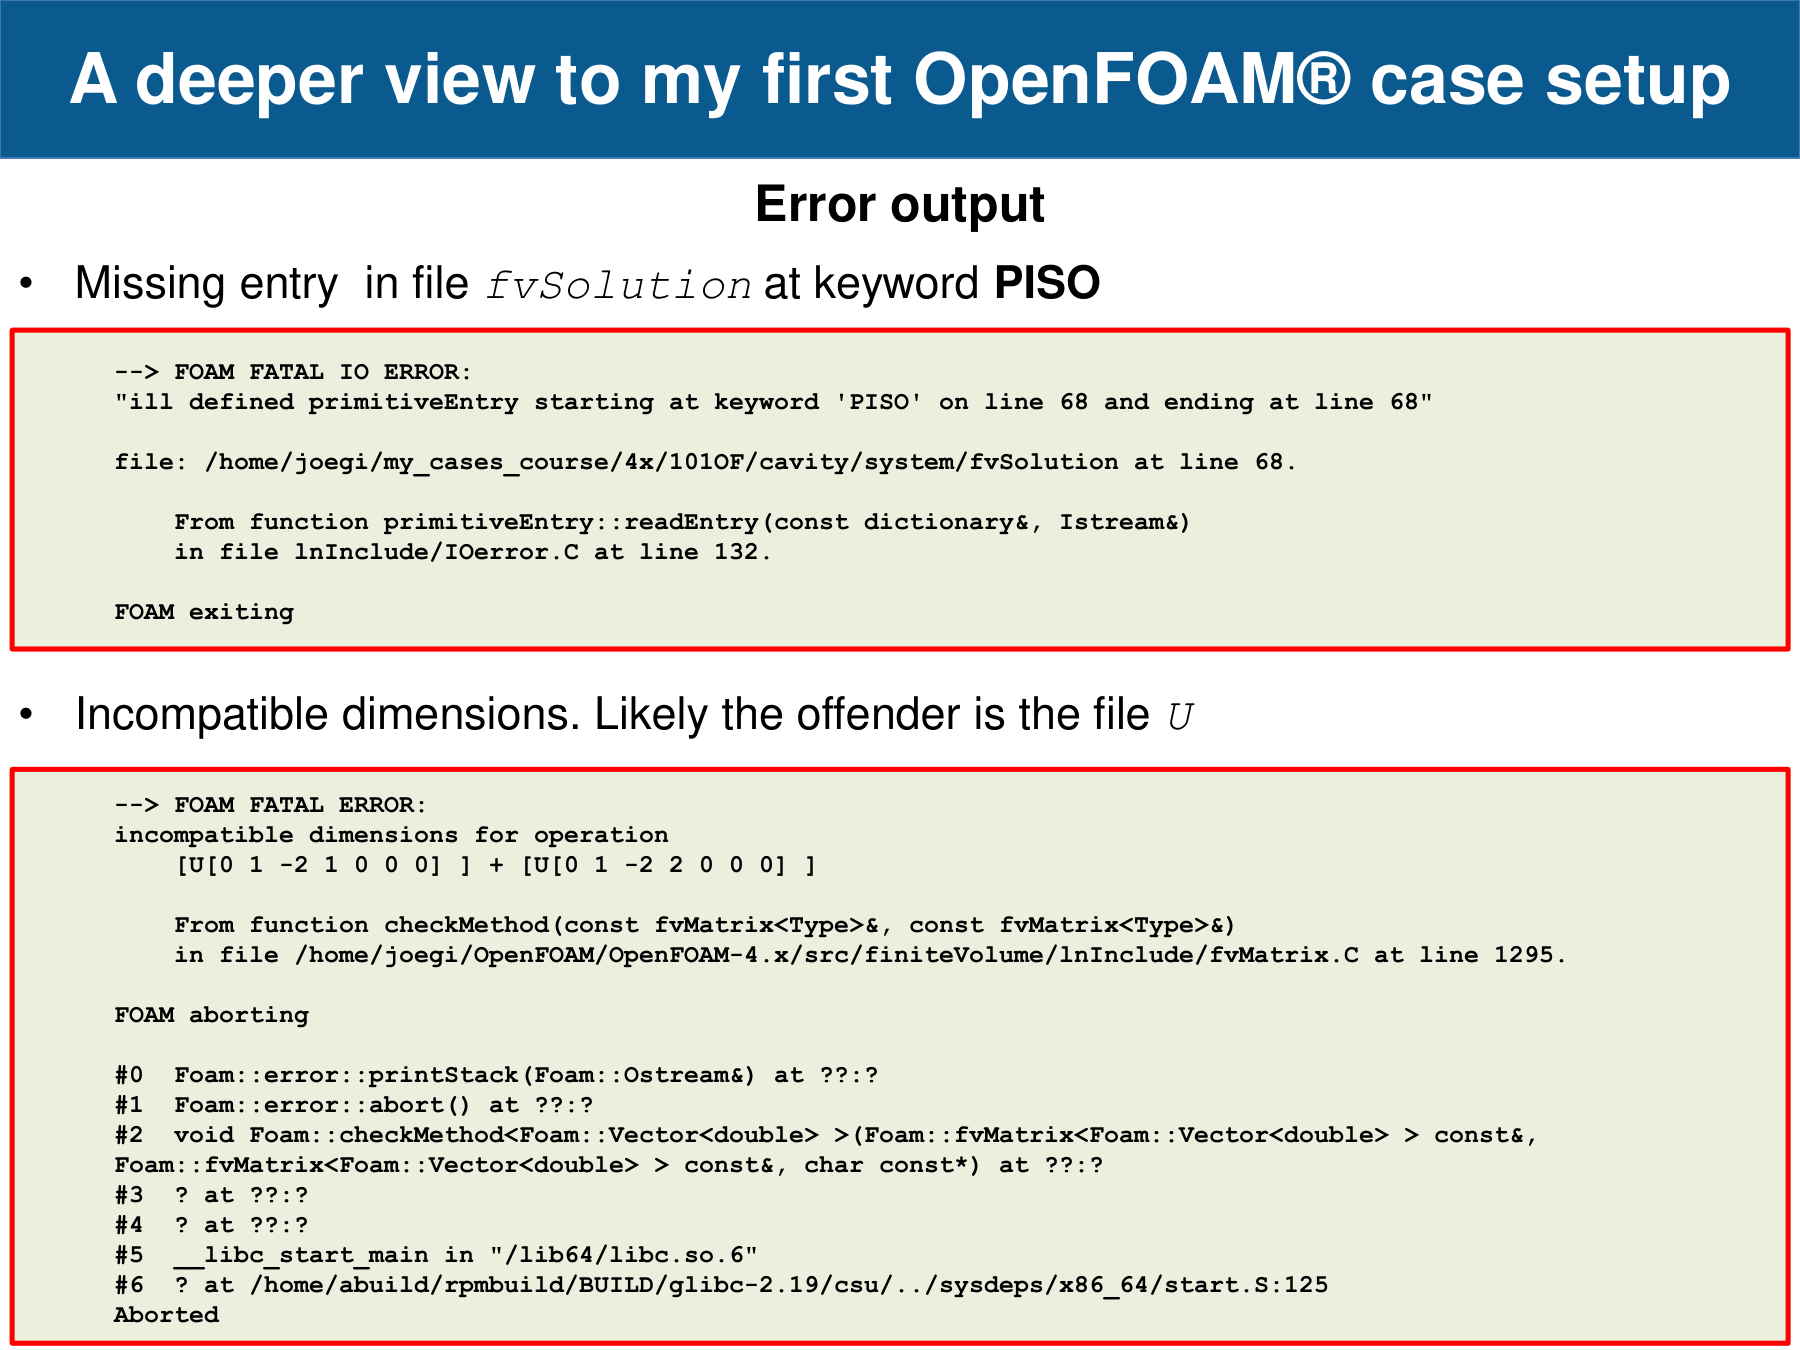 A deeper view to my first OpenFOAM® case setup
Error output
• Missing entry  in file fvSolution at keyword PISO
--> FOAM FATAL IO ERROR:
"ill defined primitiveEntry starting at keyword 'PISO' on line 68 and ending at line 68"
file: /home/joegi/my_cases_course/4x/101OF/cavity/system/fvSolution at line 68.
From function primitiveEntry::readEntry(const dictionary&, Istream&)
in file lnInclude/IOerror.C at line 132.
FOAM exiting
• Incompatible dimensions. Likely the offender is the file U
--> FOAM FATAL ERROR:
incompatible dimensions for operation
[U[0 1 -2 1 0 0 0] ] + [U[0 1 -2 2 0 0 0] ]
From function checkMethod(const fvMatrix<Type>&, const fvMatrix<Type>&)
in file /home/joegi/OpenFOAM/OpenFOAM-4.x/src/finiteVolume/lnInclude/fvMatrix.C at line 1295.
FOAM aborting
#0  Foam::error::printStack(Foam::Ostream&) at ??:?
#1  Foam::error::abort() at ??:?
#2  void Foam::checkMethod<Foam::Vector<double> >(Foam::fvMatrix<Foam::Vector<double> > const&,
Foam::fvMatrix<Foam::Vector<double> > const&, char const*) at ??:?
#3  ? at ??:?
#4  ? at ??:?
#5  __libc_start_main in "/lib64/libc.so.6"
#6  ? at /home/abuild/rpmbuild/BUILD/glibc-2.19/csu/../sysdeps/x86_64/start.S:125
Aborted